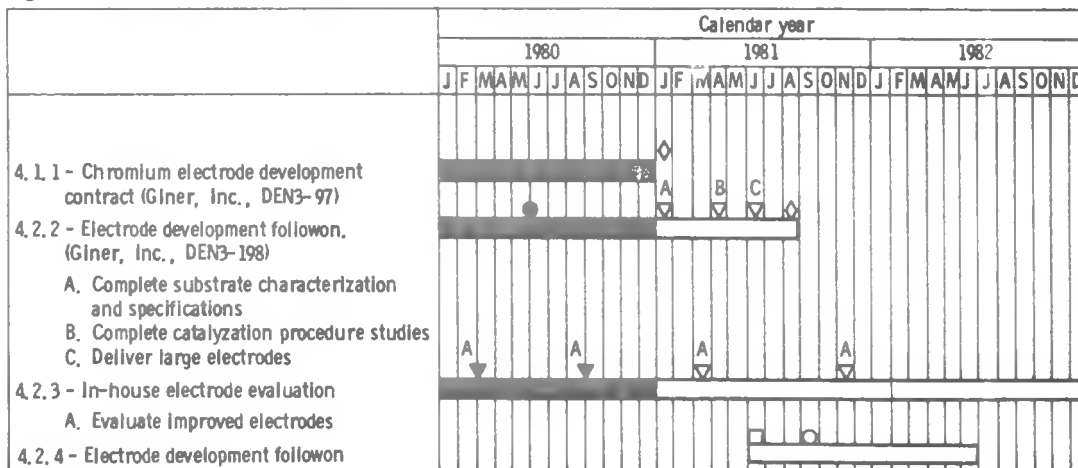 Calendar year
1980 1981 1982
J F M A M J J A S O N D J F M A M J J A S O N D J F M A M J J A S O N D
4.1.1 - Chromium electrode development
contract (Giner, Inc., DEN3-97)
A B C
4.2.2 - Electrode development followon,
(Giner, Inc., DEN3-198)
A. Complete substrate characterization
and specifications
B. Complete catalyzation procedure studies
C. Deliver large electrodes
A A A A
4.2.3 - In-house electrode evaluation
A. Evaluate improved electrodes
4.2.4 - Electrode development followon